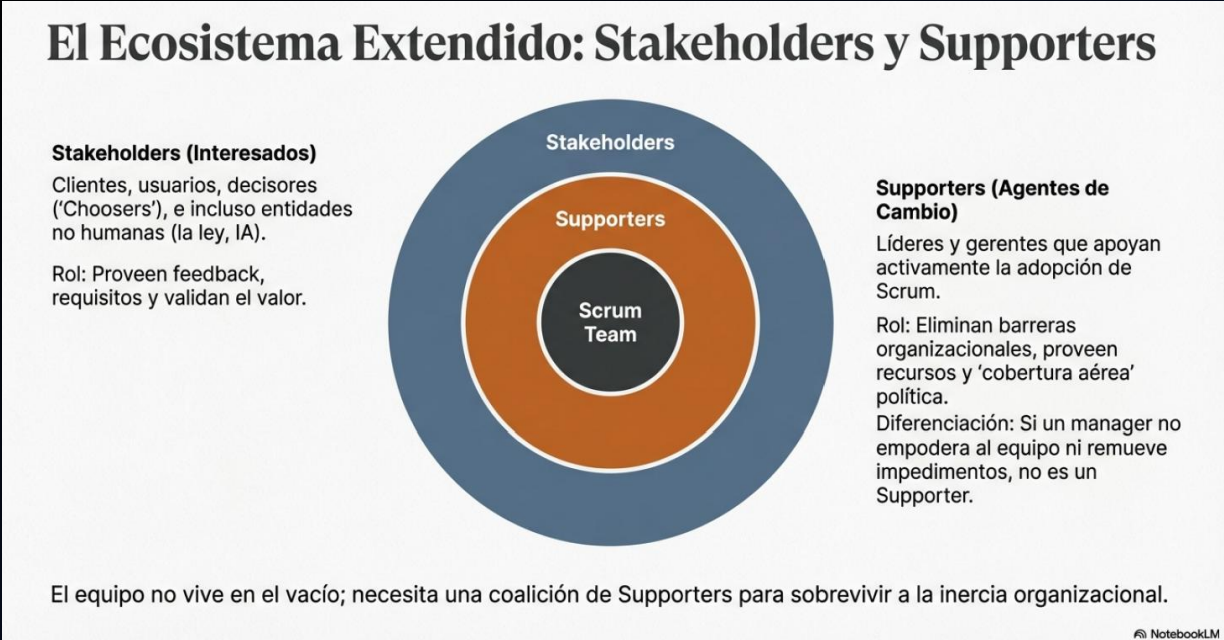 El Ecosistema Extendido: Stakeholders y Supporters
Stakeholders (Interesados)
Clientes, usuarios, decisores
(‘Choosers’), e incluso entidades
no humanas (la ley, IA).
Rol: Proveen feedback,
requisitos y validan el valor.
Stakeholders
Supporters
Scrum
Team
Supporters (Agentes de
Cambio)
Líderes y gerentes que apoyan
activamente la adopción de
Scrum.
Rol: Eliminan barreras
organizacionales, proveen
recursos y ‘cobertura aérea’
política.
Diferenciación: Si un manager no
empodera al equipo ni remueve
impedimentos, no es un
Supporter.
El equipo no vive en el vacío; necesita una coalición de Supporters para sobrevivir a la inercia organizacional.
NotebookLM